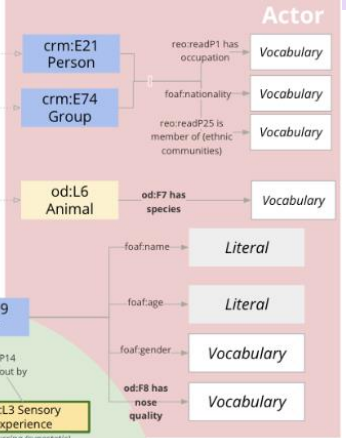 Actor
crm:E21
Person
reo:readP1 has
occupation
Vocabulary
crm:E74
Group
foaf:nationality
Vocabulary
reo:readP25 is
member of (ethnic
communities)
Vocabulary
od:L6
Animal
od:F7 has
species
Vocabulary
foaf:name
Literal
9
foaf:age
Literal
foaf:gender
Vocabulary
P14
out by
od:F8 has
nose
quality
Vocabulary
:L3 Sensory
xperience